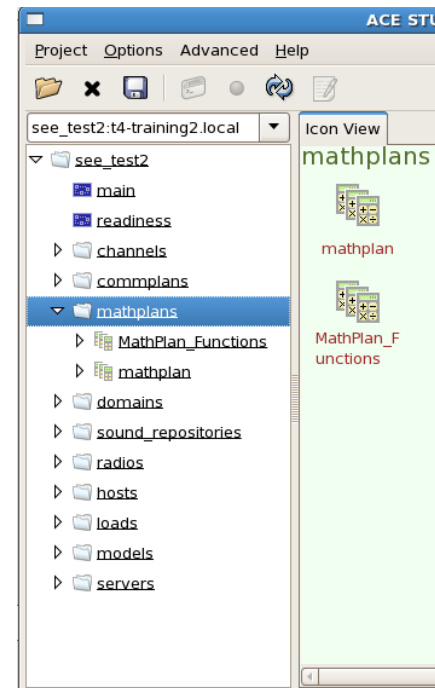 ACE STU
Project Options Advanced Help
see_test2:t4-training2.local
see_test2
main
readiness
channels
commplans
mathplans
MathPlan_Functions
mathplan
domains
sound_repositories
radios
hosts
loads
models
servers
Icon View
mathplans
mathplan
MathPlan_F
unctions